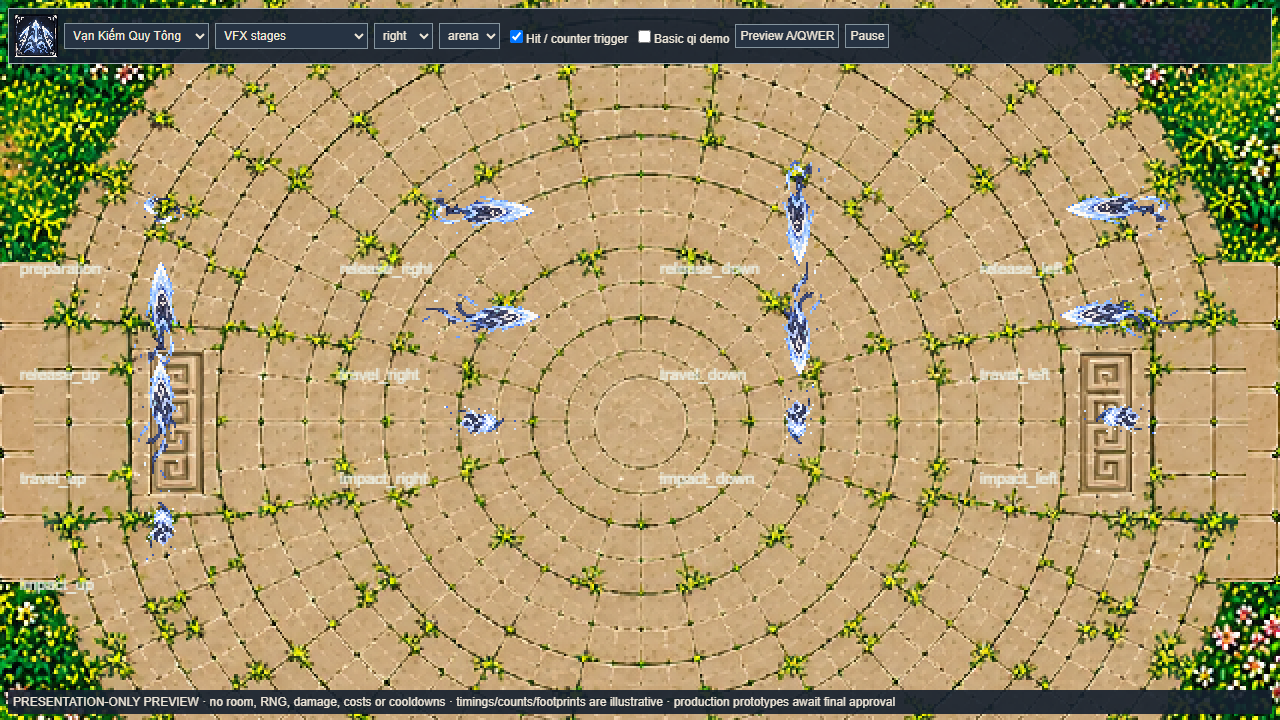 Vạn Kiếm Quy Tông VFX stages right arena Hit / counter trigger Basic qi demo Preview A/QWER Pause
preparation release_right release_down release_left
release_up travel_right travel_down travel_left
travel_up impact_right impact_down impact_left
impact_up
PRESENTATION-ONLY PREVIEW · no room, RNG, damage, costs or cooldowns · timings/counts/footprints are illustrative · production prototypes await final approval